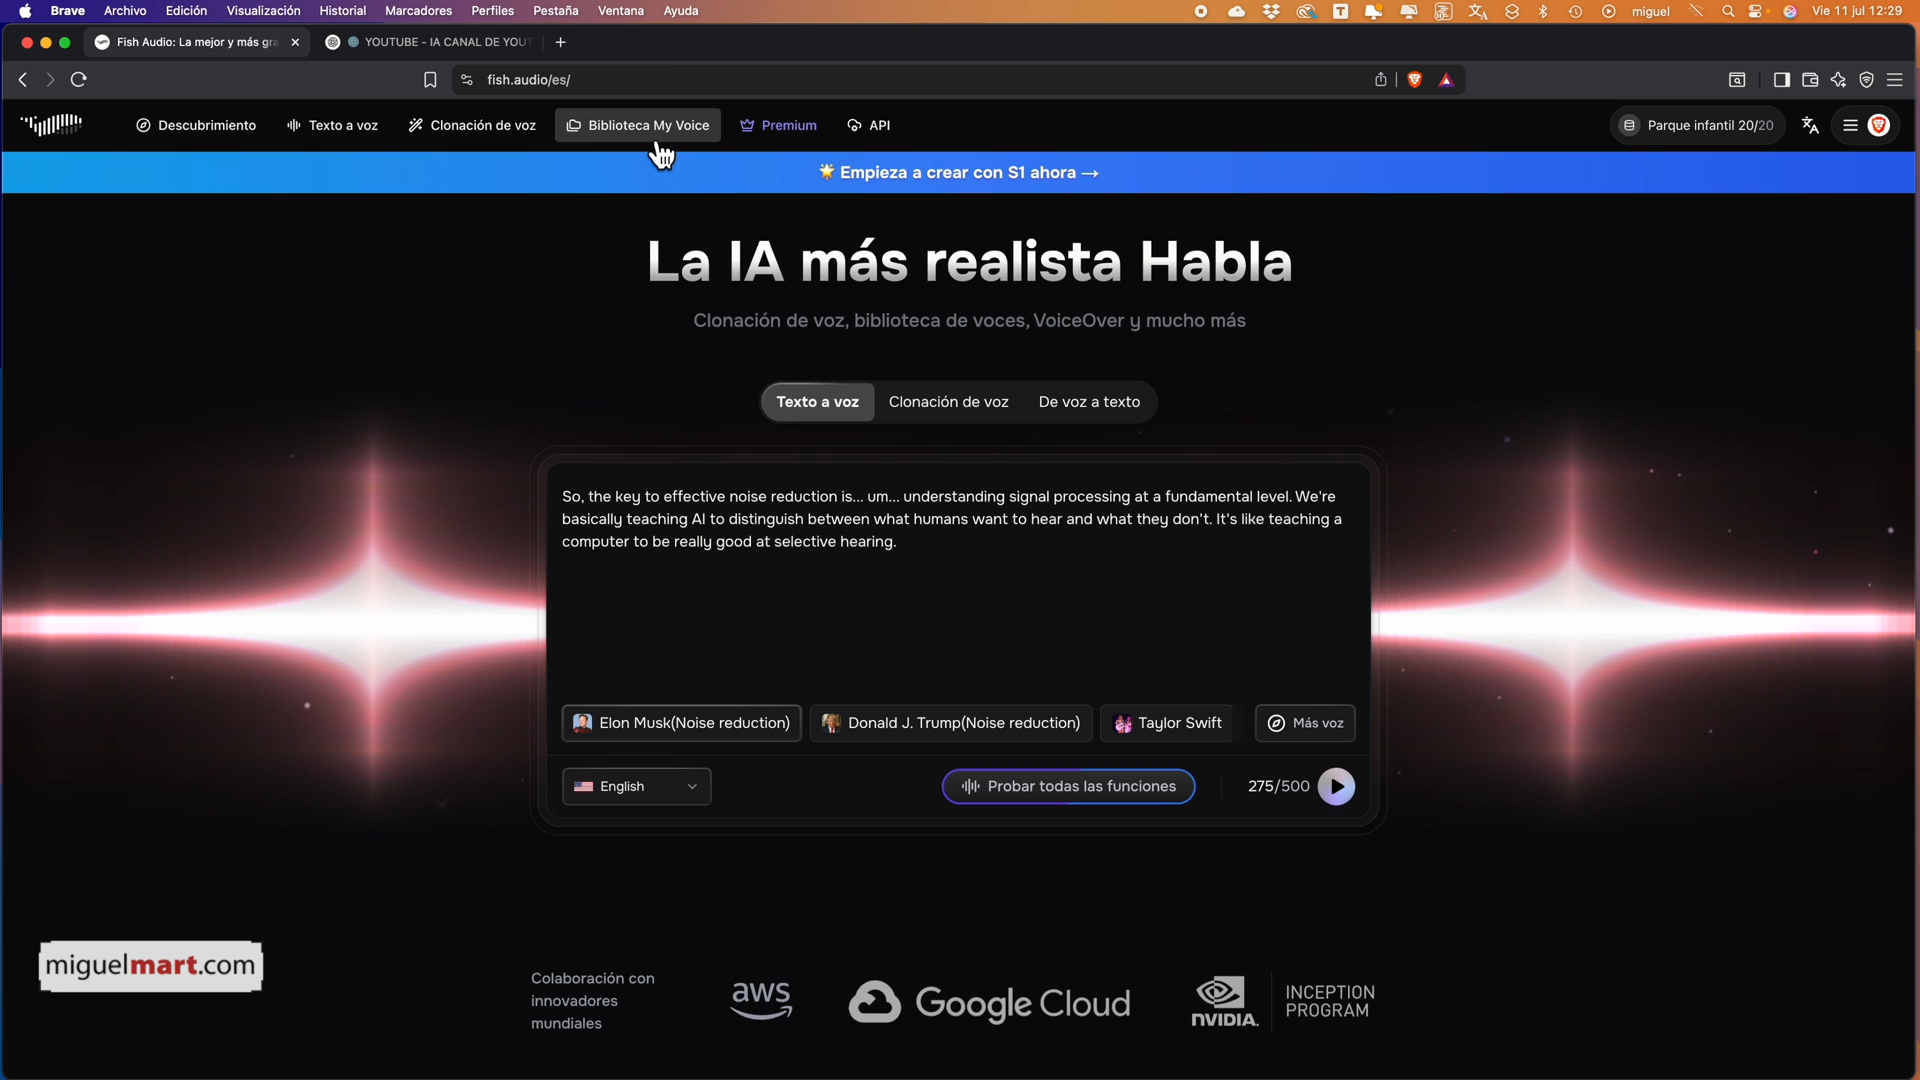 Brave Archivo Edición Visualización Historial Marcadores Perfiles Pestaña Ventana Ayuda miguel Vie 11 jul 12:29
Fish Audio: La mejor y más gra YOUTUBE - IA CANAL DE YOUT
fish.audio/es/
Descubrimiento Texto a voz Clonación de voz Biblioteca My Voice Premium API Parque infantil 20/20
🌟 Empieza a crear con S1 ahora →
La IA más realista Habla
Clonación de voz, biblioteca de voces, VoiceOver y mucho más
Texto a voz Clonación de voz De voz a texto
So, the key to effective noise reduction is... um... understanding signal processing at a fundamental level. We're
basically teaching AI to distinguish between what humans want to hear and what they don't. It's like teaching a
computer to be really good at selective hearing.
Elon Musk(Noise reduction) Donald J. Trump(Noise reduction) Taylor Swift Más voz
English Probar todas las funciones 275/500
miguelmart.com
Colaboración con
innovadores
mundiales
aws
Google Cloud
NVIDIA.
INCEPTION
PROGRAM